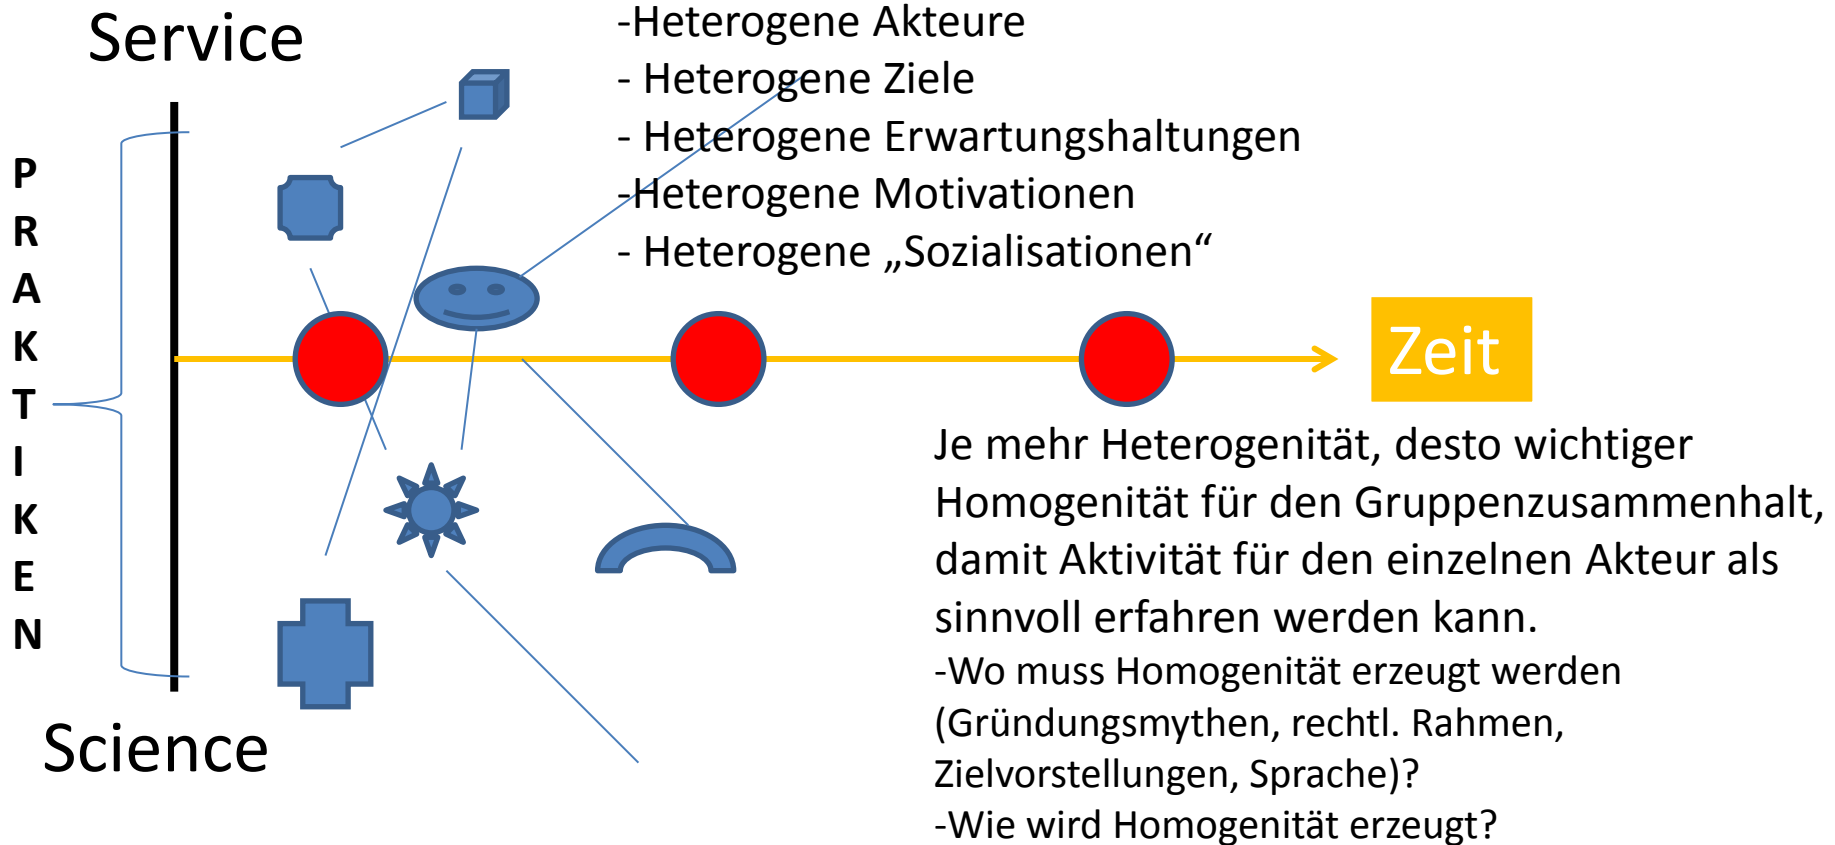 Service
-Heterogene Akteure
- Heterogene Ziele
- Heterogene Erwartungshaltungen
-Heterogene Motivationen
- Heterogene „Sozialisationen“
P
R
A
K
T
I
K
E
N
Zeit
Science
Je mehr Heterogenität, desto wichtiger
Homogenität für den Gruppenzusammenhalt,
damit Aktivität für den einzelnen Akteur als
sinnvoll erfahren werden kann.
-Wo muss Homogenität erzeugt werden
(Gründungsmythen, rechtl. Rahmen,
Zielvorstellungen, Sprache)?
-Wie wird Homogenität erzeugt?